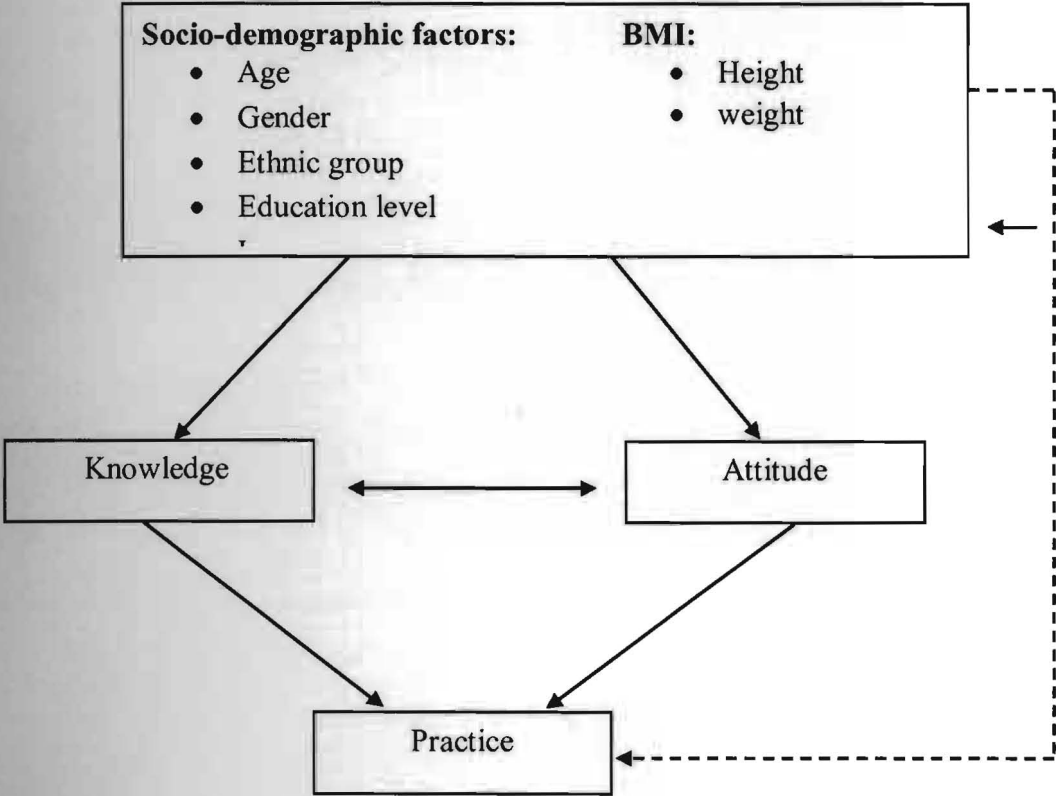 Socio-demographic factors:
• Age
• Gender
• Ethnic group
• Education level
BMI:
• Height
• weight
Knowledge
Attitude
Practice